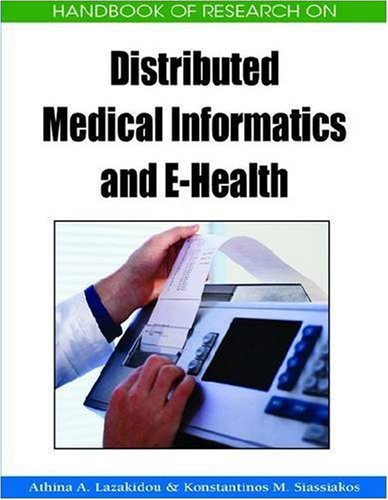 HANDBOOK OF RESEARCH ON
Distributed
Medical Informatics
and E-Health
Athina A. Lazakidou & Konstantinos M. Siassiakos